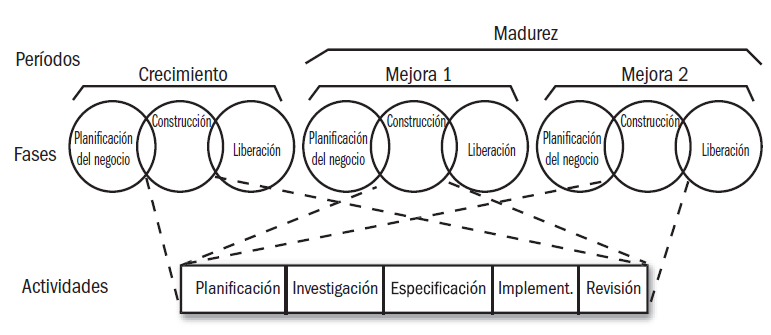 Madurez
Períodos
Crecimiento
Mejora 1
Mejora 2
Fases
Planificación
del negocio
Construcción
Liberación
Planificación
del negocio
Construcción
Liberación
Planificación
del negocio
Construcción
Liberación
Actividades
Planificación
Investigación
Especificación
Implement.
Revisión